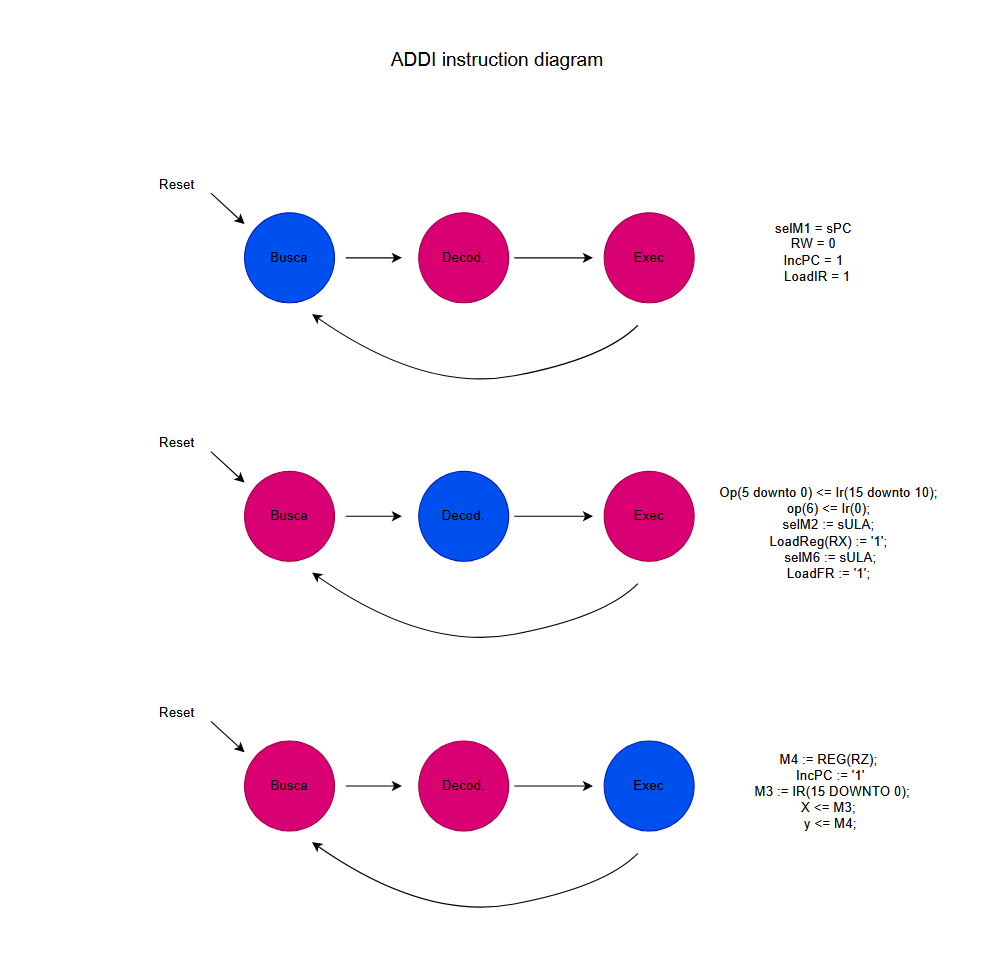 ADDI instruction diagram
Reset
Busca
Decod.
Exec
selM1 = sPC
RW = 0
IncPC = 1
LoadIR = 1
Reset
Busca
Decod.
Exec
Op(5 downto 0) <= Ir(15 downto 10);
op(6) <= Ir(0);
selM2 := sULA;
LoadReg(RX) := '1';
selM6 := sULA;
LoadFR := '1';
Reset
Busca
Decod.
Exec
M4 := REG(RZ);
IncPC := '1'
M3 := IR(15 DOWNTO 0);
X <= M3;
y <= M4;